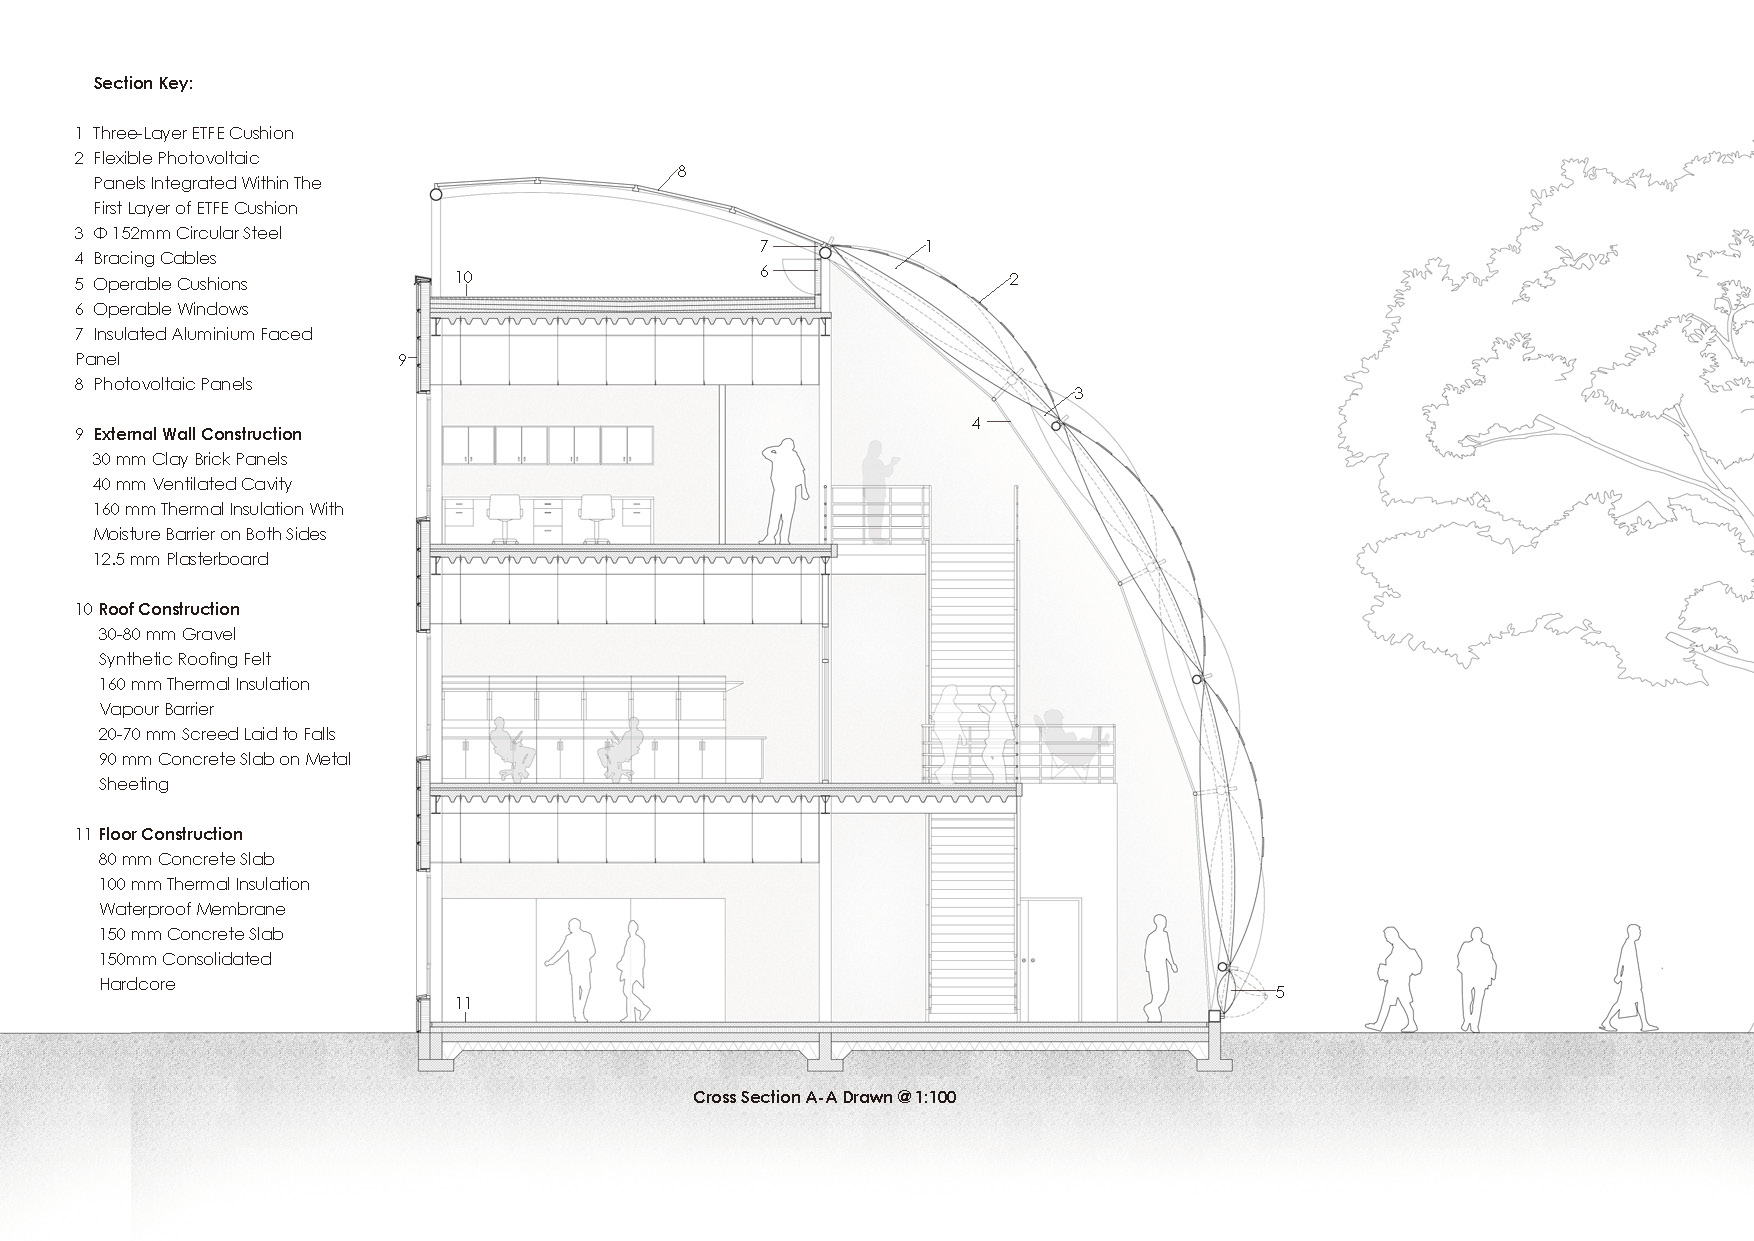 Section Key:
1 Three-Layer ETFE Cushion
2 Flexible Photovoltaic
Panels Integrated Within The
First Layer of ETFE Cushion
3 Φ 152mm Circular Steel
4 Bracing Cables
5 Operable Cushions
6 Operable Windows
7 Insulated Aluminium Faced
Panel
8 Photovoltaic Panels
9 External Wall Construction
30 mm Clay Brick Panels
40 mm Ventilated Cavity
160 mm Thermal Insulation With
Moisture Barrier on Both Sides
12.5 mm Plasterboard
10 Roof Construction
30-80 mm Gravel
Synthetic Roofing Felt
160 mm Thermal Insulation
Vapour Barrier
20-70 mm Screed Laid to Falls
90 mm Concrete Slab on Metal
Sheeting
11 Floor Construction
80 mm Concrete Slab
100 mm Thermal Insulation
Waterproof Membrane
150 mm Concrete Slab
150mm Consolidated
Hardcore
8
7
1
6
10
2
9
3
4
5
11
Cross Section A-A Drawn @ 1:100